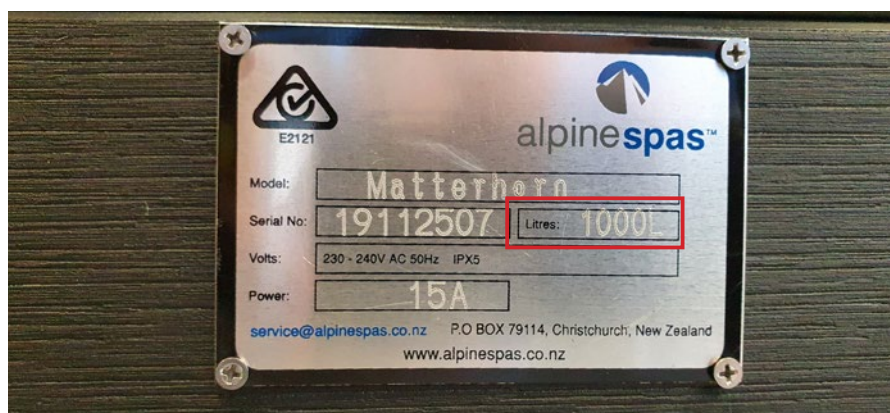 E2121
alpinespas™
Model: Matterhorn
Serial No: 19112507 Litres: 1000L
Volts: 230 - 240V AC 50Hz IPX5
Power: 15A
service@alpinespas.co.nz P.O BOX 79114, Christchurch, New Zealand
www.alpinespas.co.nz